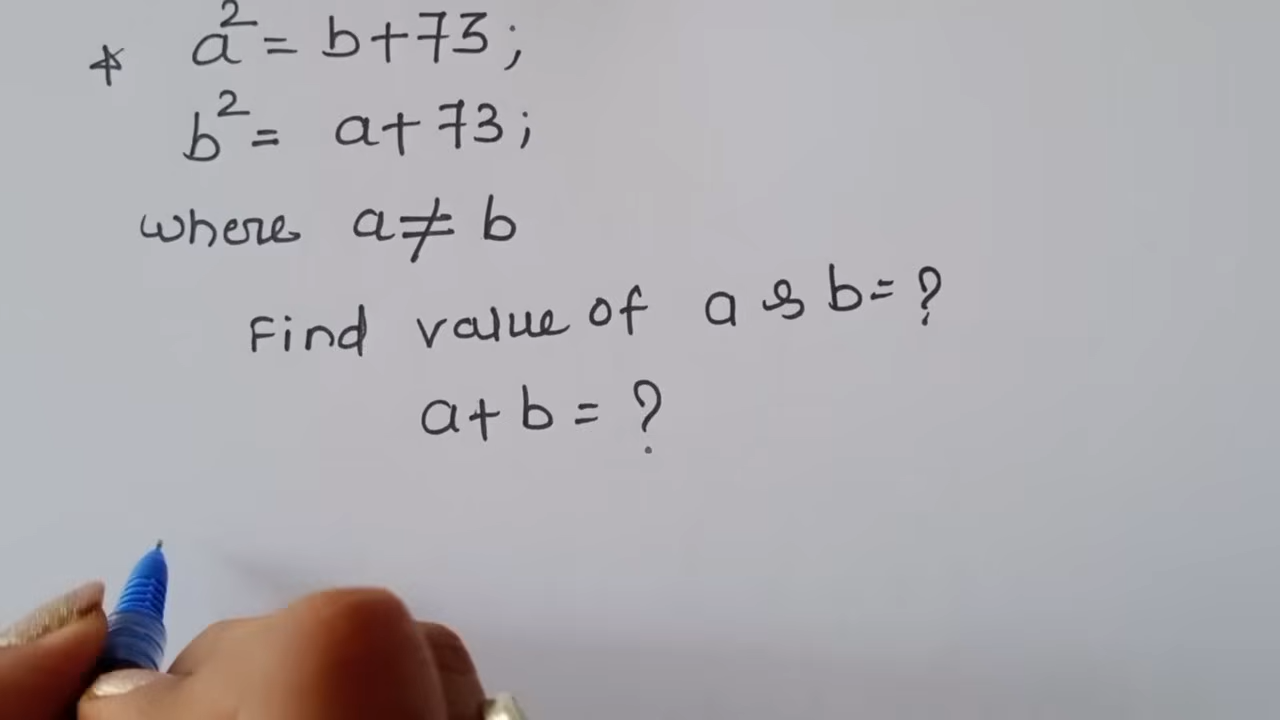 * a² = b+73;
b² = a+73;
where a≠b
Find value of a & b = ?
a+b = ?